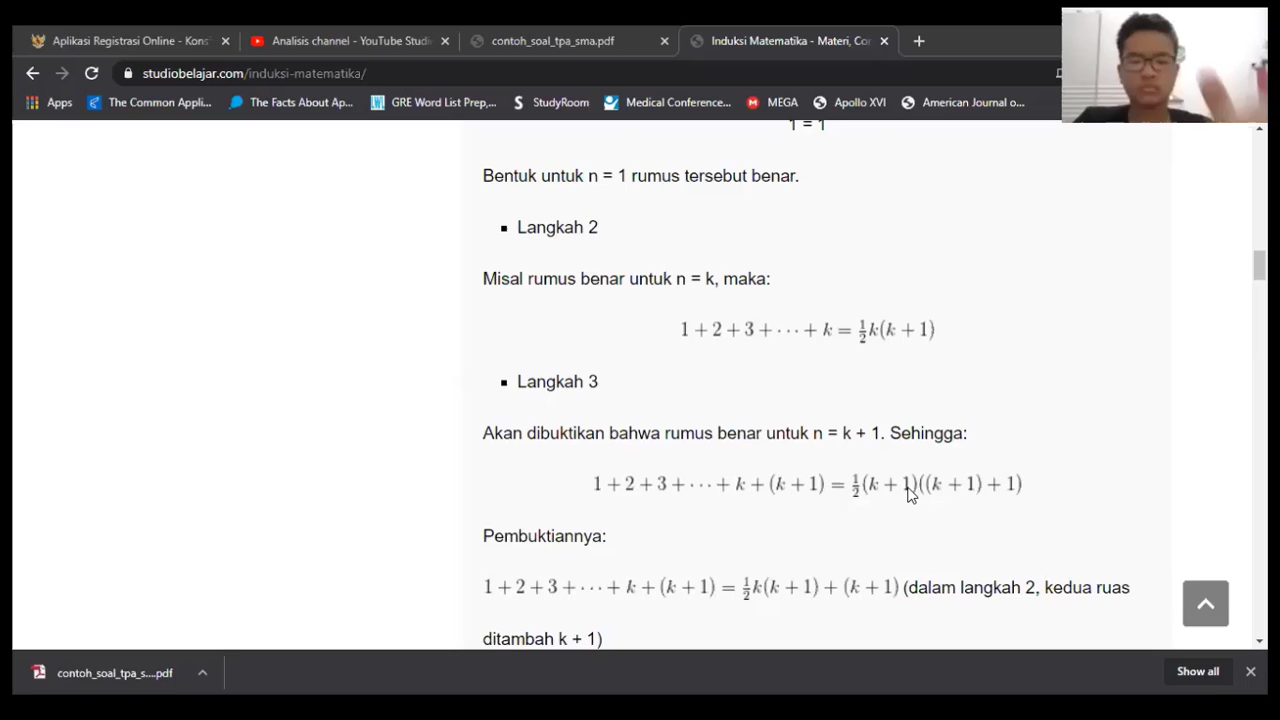 Aplikasi Registrasi Online - Kons
Analisis channel - YouTube Studi
contoh_soal_tpa_sma.pdf
Induksi Matematika - Materi, Co
studiobelajar.com/induksi-matematika/
Apps
The Common Appli...
The Facts About Ap...
GRE Word List Prep,...
StudyRoom
Medical Conference...
MEGA
Apollo XVI
American Journal o...
1 = 1
Bentuk untuk n = 1 rumus tersebut benar.
▪ Langkah 2
Misal rumus benar untuk n = k, maka:
1 + 2 + 3 + ⋯ + k = ½k(k + 1)
▪ Langkah 3
Akan dibuktikan bahwa rumus benar untuk n = k + 1. Sehingga:
1 + 2 + 3 + ⋯ + k + (k + 1) = ½(k + 1)((k + 1) + 1)
Pembuktiannya:
1 + 2 + 3 + ⋯ + k + (k + 1) = ½k(k + 1) + (k + 1) (dalam langkah 2, kedua ruas
ditambah k + 1)
contoh_soal_tpa_s....pdf
Show all